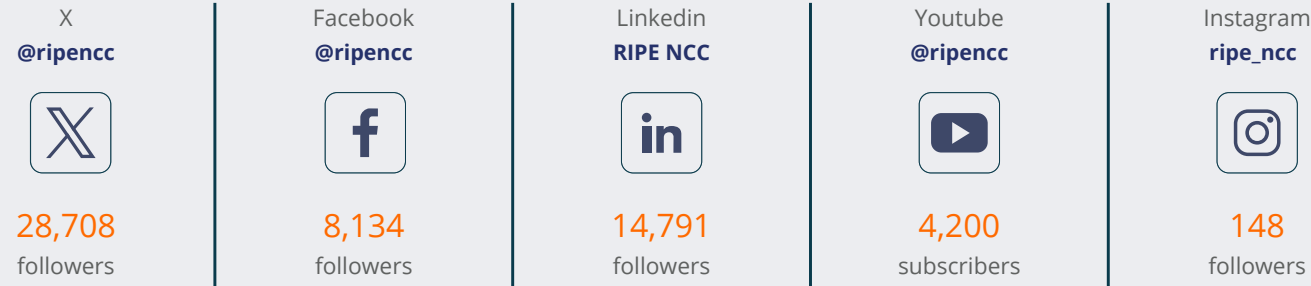 X
@ripencc
28,708
followers
Facebook
@ripencc
8,134
followers
Linkedin
RIPE NCC
14,791
followers
Youtube
@ripencc
4,200
subscribers
Instagram
ripe_ncc
148
followers